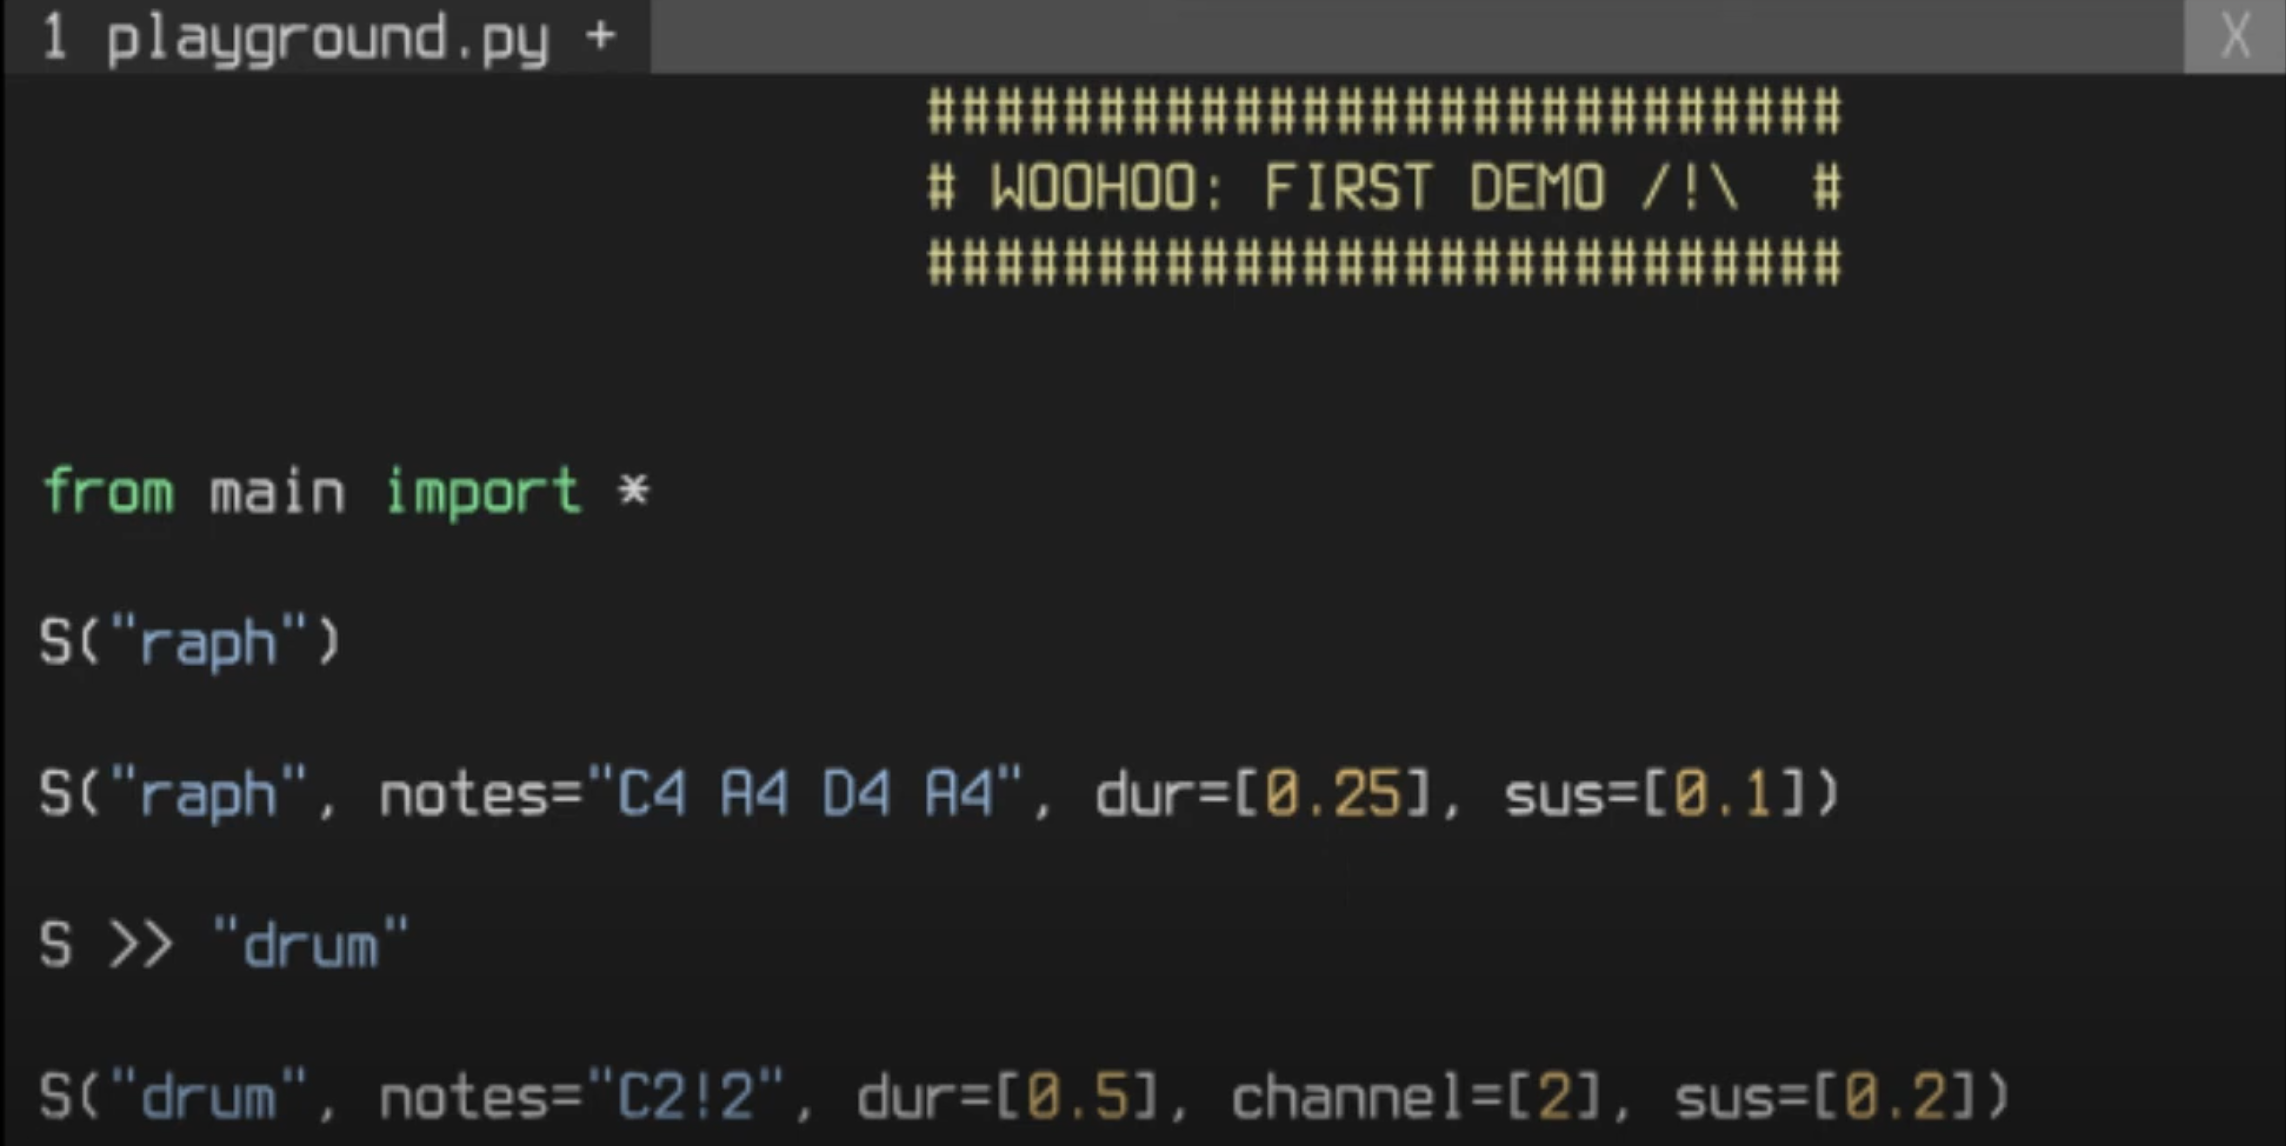 1 playground.py + X
###########################
# WOOHOO: FIRST DEMO /!\  #
###########################
from main import *
S("raph")
S("raph", notes="C4 A4 D4 A4", dur=[0.25], sus=[0.1])
S >> "drum"
S("drum", notes="C2!2", dur=[0.5], channel=[2], sus=[0.2])